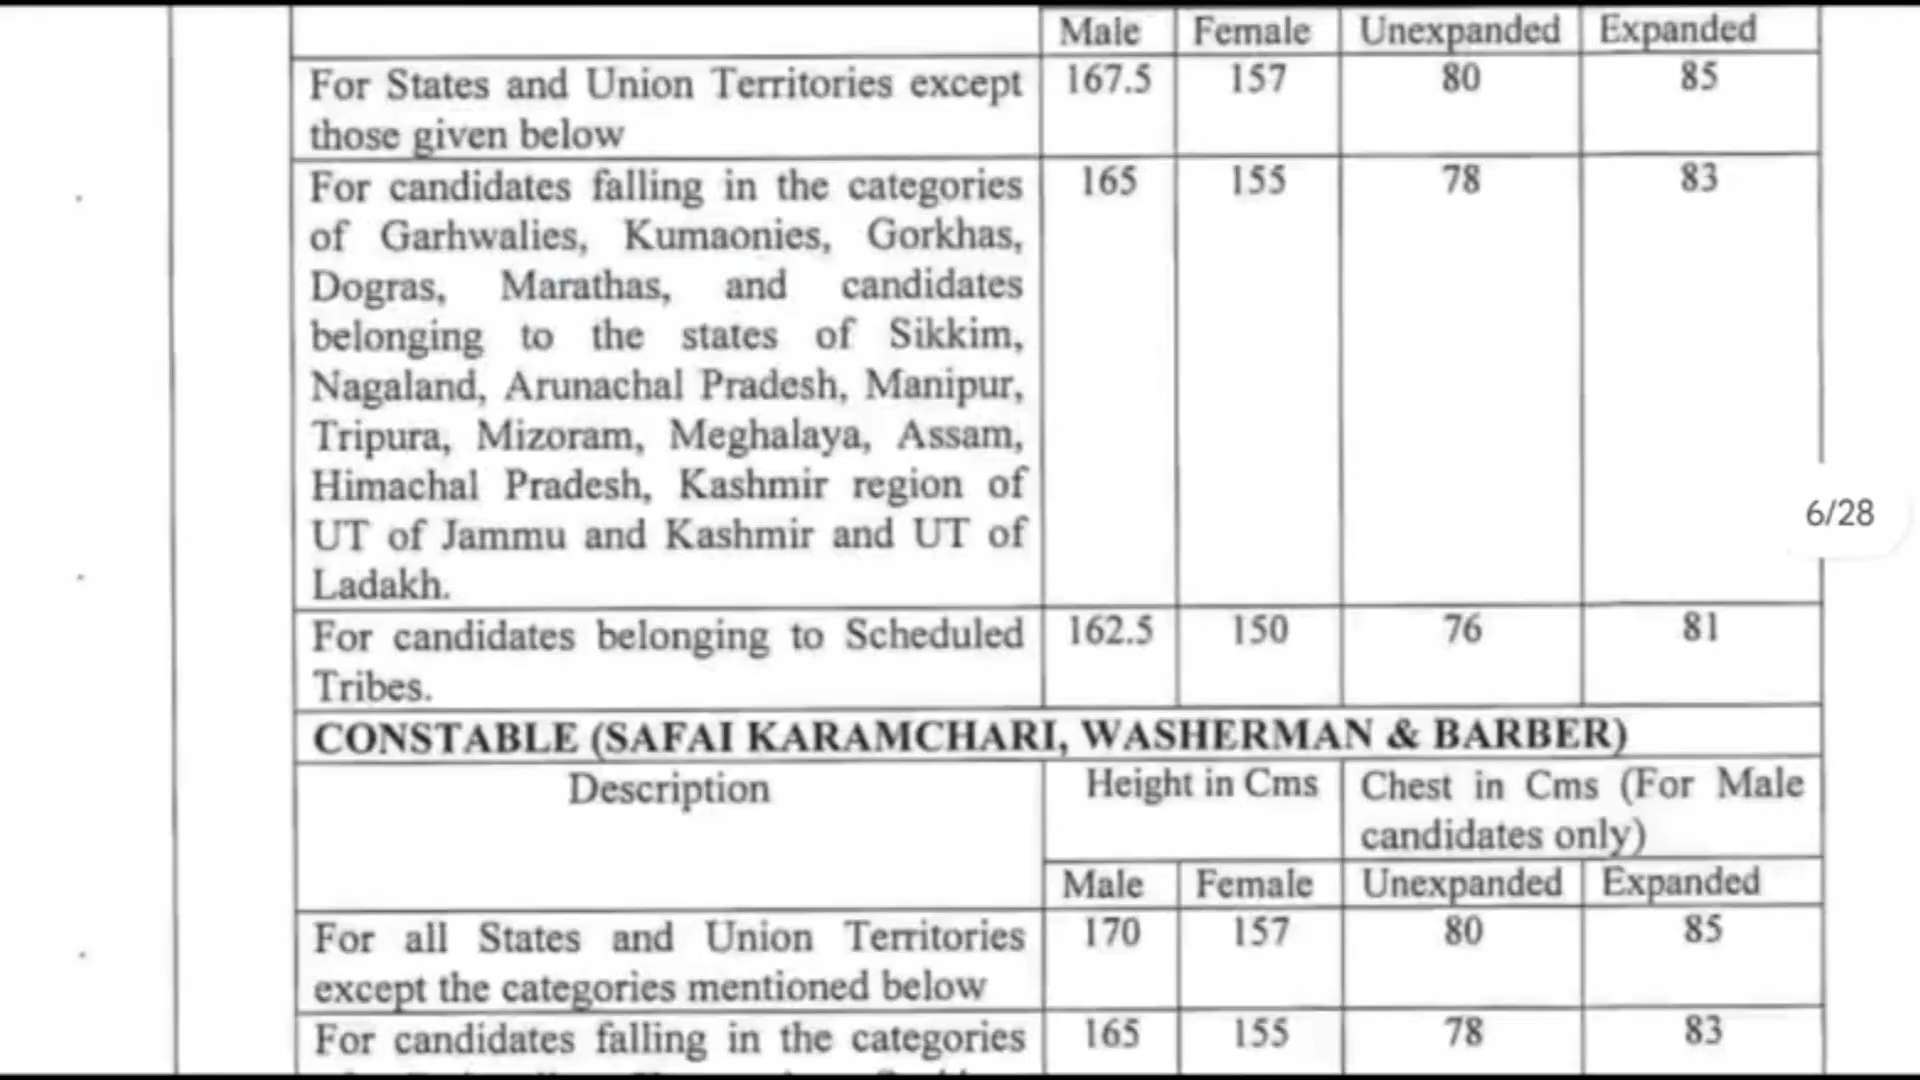 Male Female Unexpanded Expanded
For States and Union Territories except 167.5 157 80 85
those given below
For candidates falling in the categories 165 155 78 83
of Garhwalies, Kumaonies, Gorkhas,
Dogras, Marathas, and candidates
belonging to the states of Sikkim,
Nagaland, Arunachal Pradesh, Manipur,
Tripura, Mizoram, Meghalaya, Assam,
Himachal Pradesh, Kashmir region of
6/28
UT of Jammu and Kashmir and UT of
Ladakh.
For candidates belonging to Scheduled 162.5 150 76 81
Tribes.
CONSTABLE (SAFAI KARAMCHARI, WASHERMAN & BARBER)
Description Height in Cms Chest in Cms (For Male
candidates only)
Male Female Unexpanded Expanded
For all States and Union Territories 170 157 80 85
except the categories mentioned below
For candidates falling in the categories 165 155 78 83